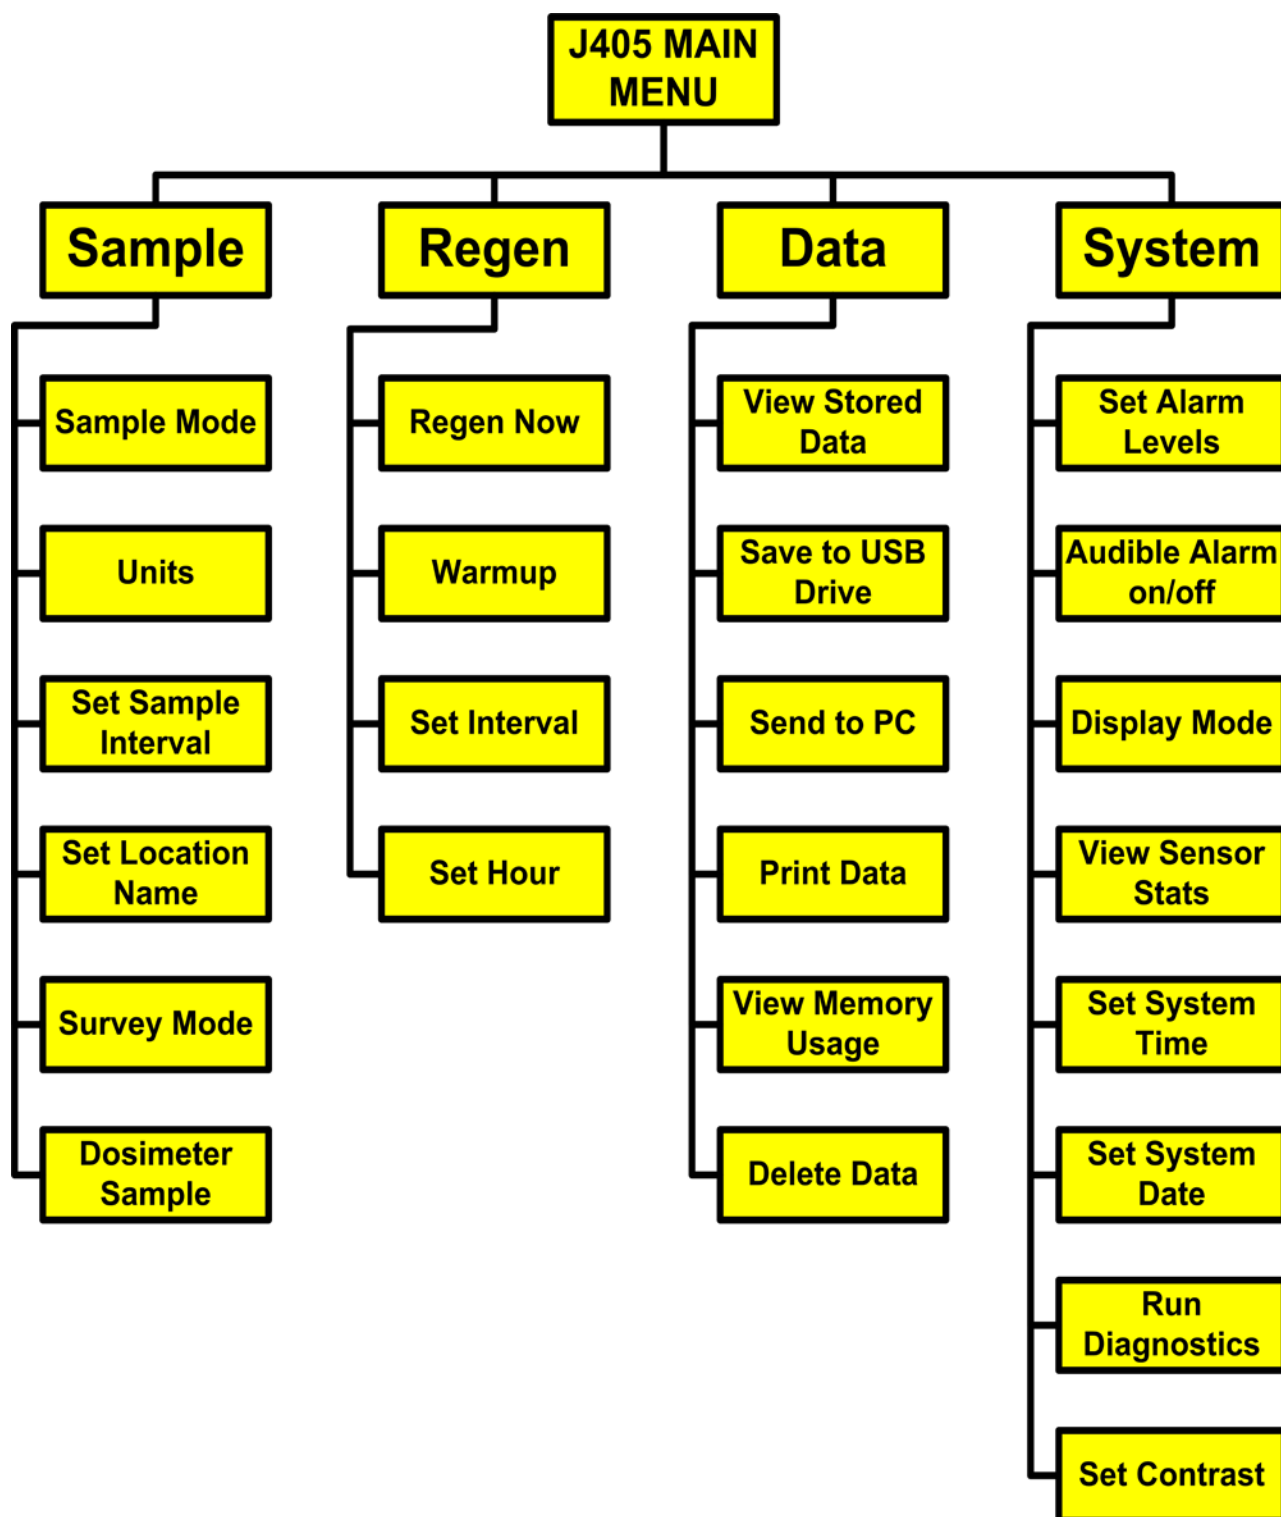 J405 MAIN
MENU
Sample
Regen
Data
System
Sample Mode
Units
Set Sample
Interval
Set Location
Name
Survey Mode
Dosimeter
Sample
Regen Now
Warmup
Set Interval
Set Hour
View Stored
Data
Save to USB
Drive
Send to PC
Print Data
View Memory
Usage
Delete Data
Set Alarm
Levels
Audible Alarm
on/off
Display Mode
View Sensor
Stats
Set System
Time
Set System
Date
Run
Diagnostics
Set Contrast